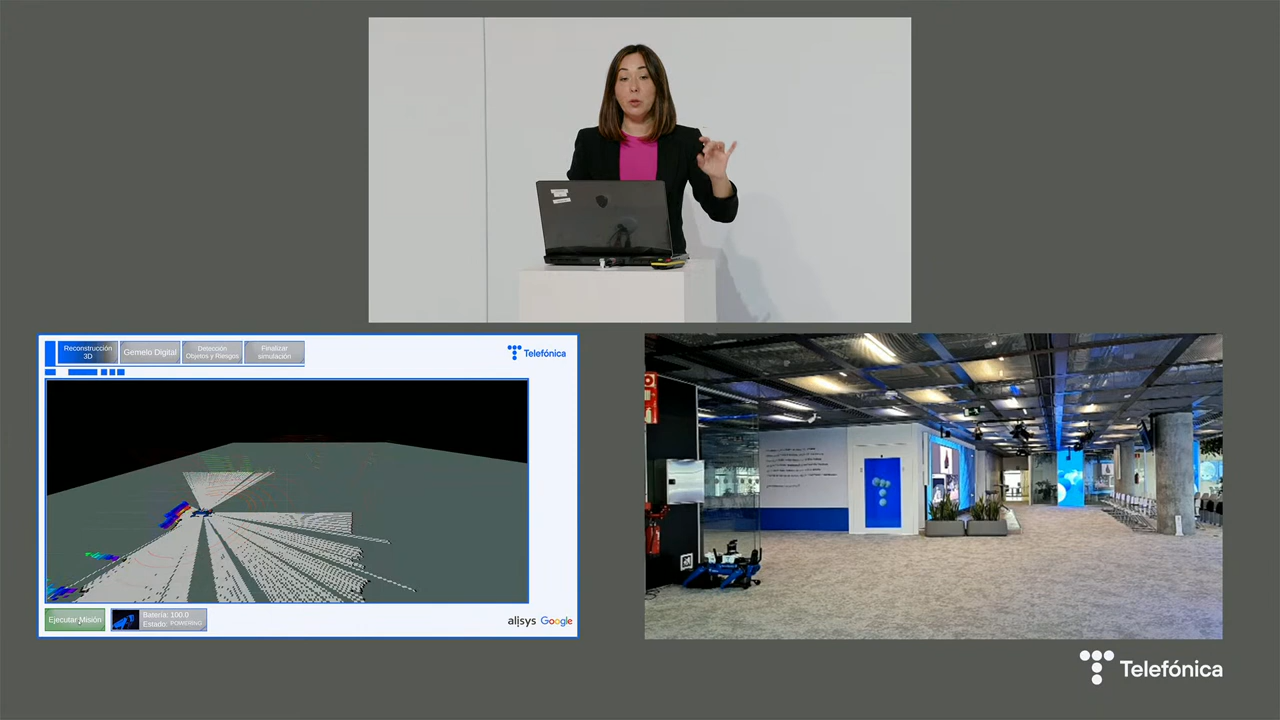 Reconstrucción
3D
Gemelo Digital
Detección
Objetos y Riesgos
Finalizar
simulación
Telefónica
Ejecutar Misión
Batería: 100.0
Estado: POWERING
alisys Google
Telefónica